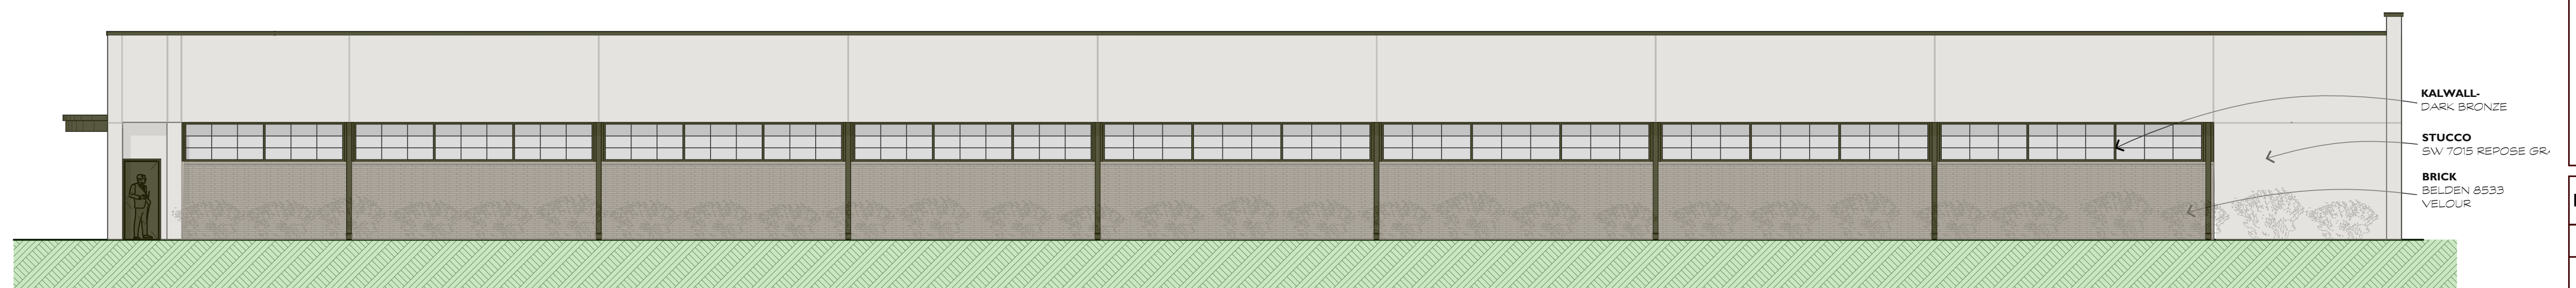 KALWALL-
DARK BRONZE
STUCCO
SW 7015 REPOSE GR
BRICK
BELDEN 8533
VELOUR